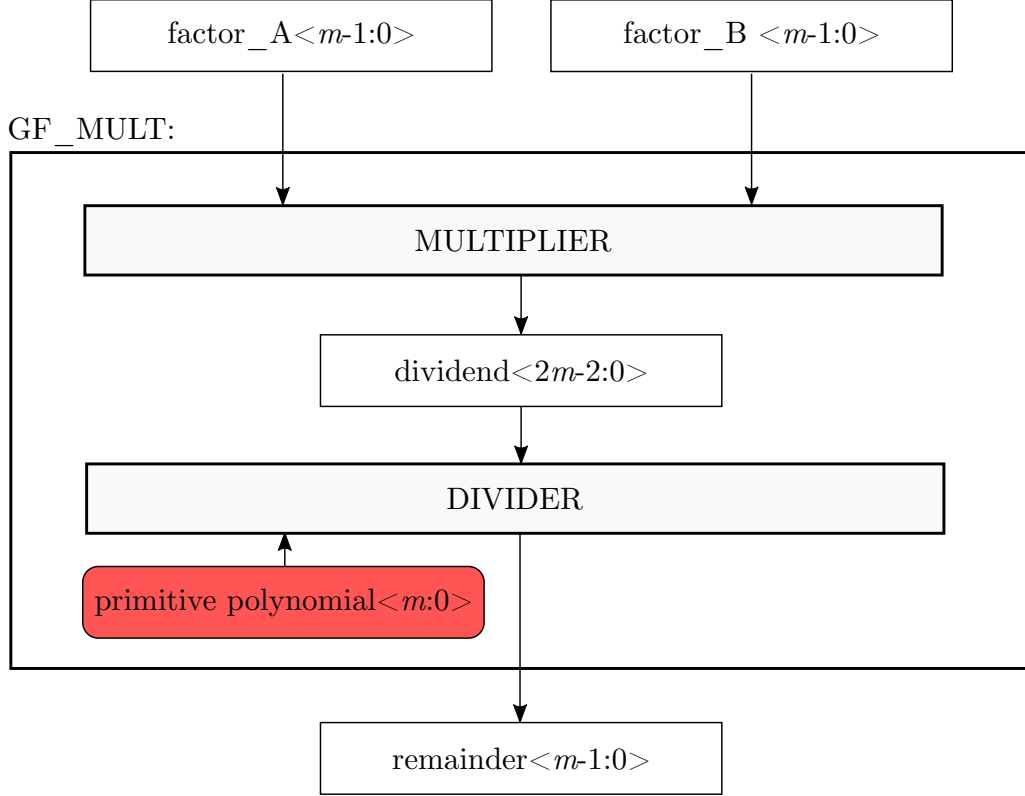 factor_A<m-1:0>
factor_B <m-1:0>
GF_MULT:
MULTIPLIER
dividend<2m-2:0>
DIVIDER
primitive polynomial<m:0>
remainder<m-1:0>